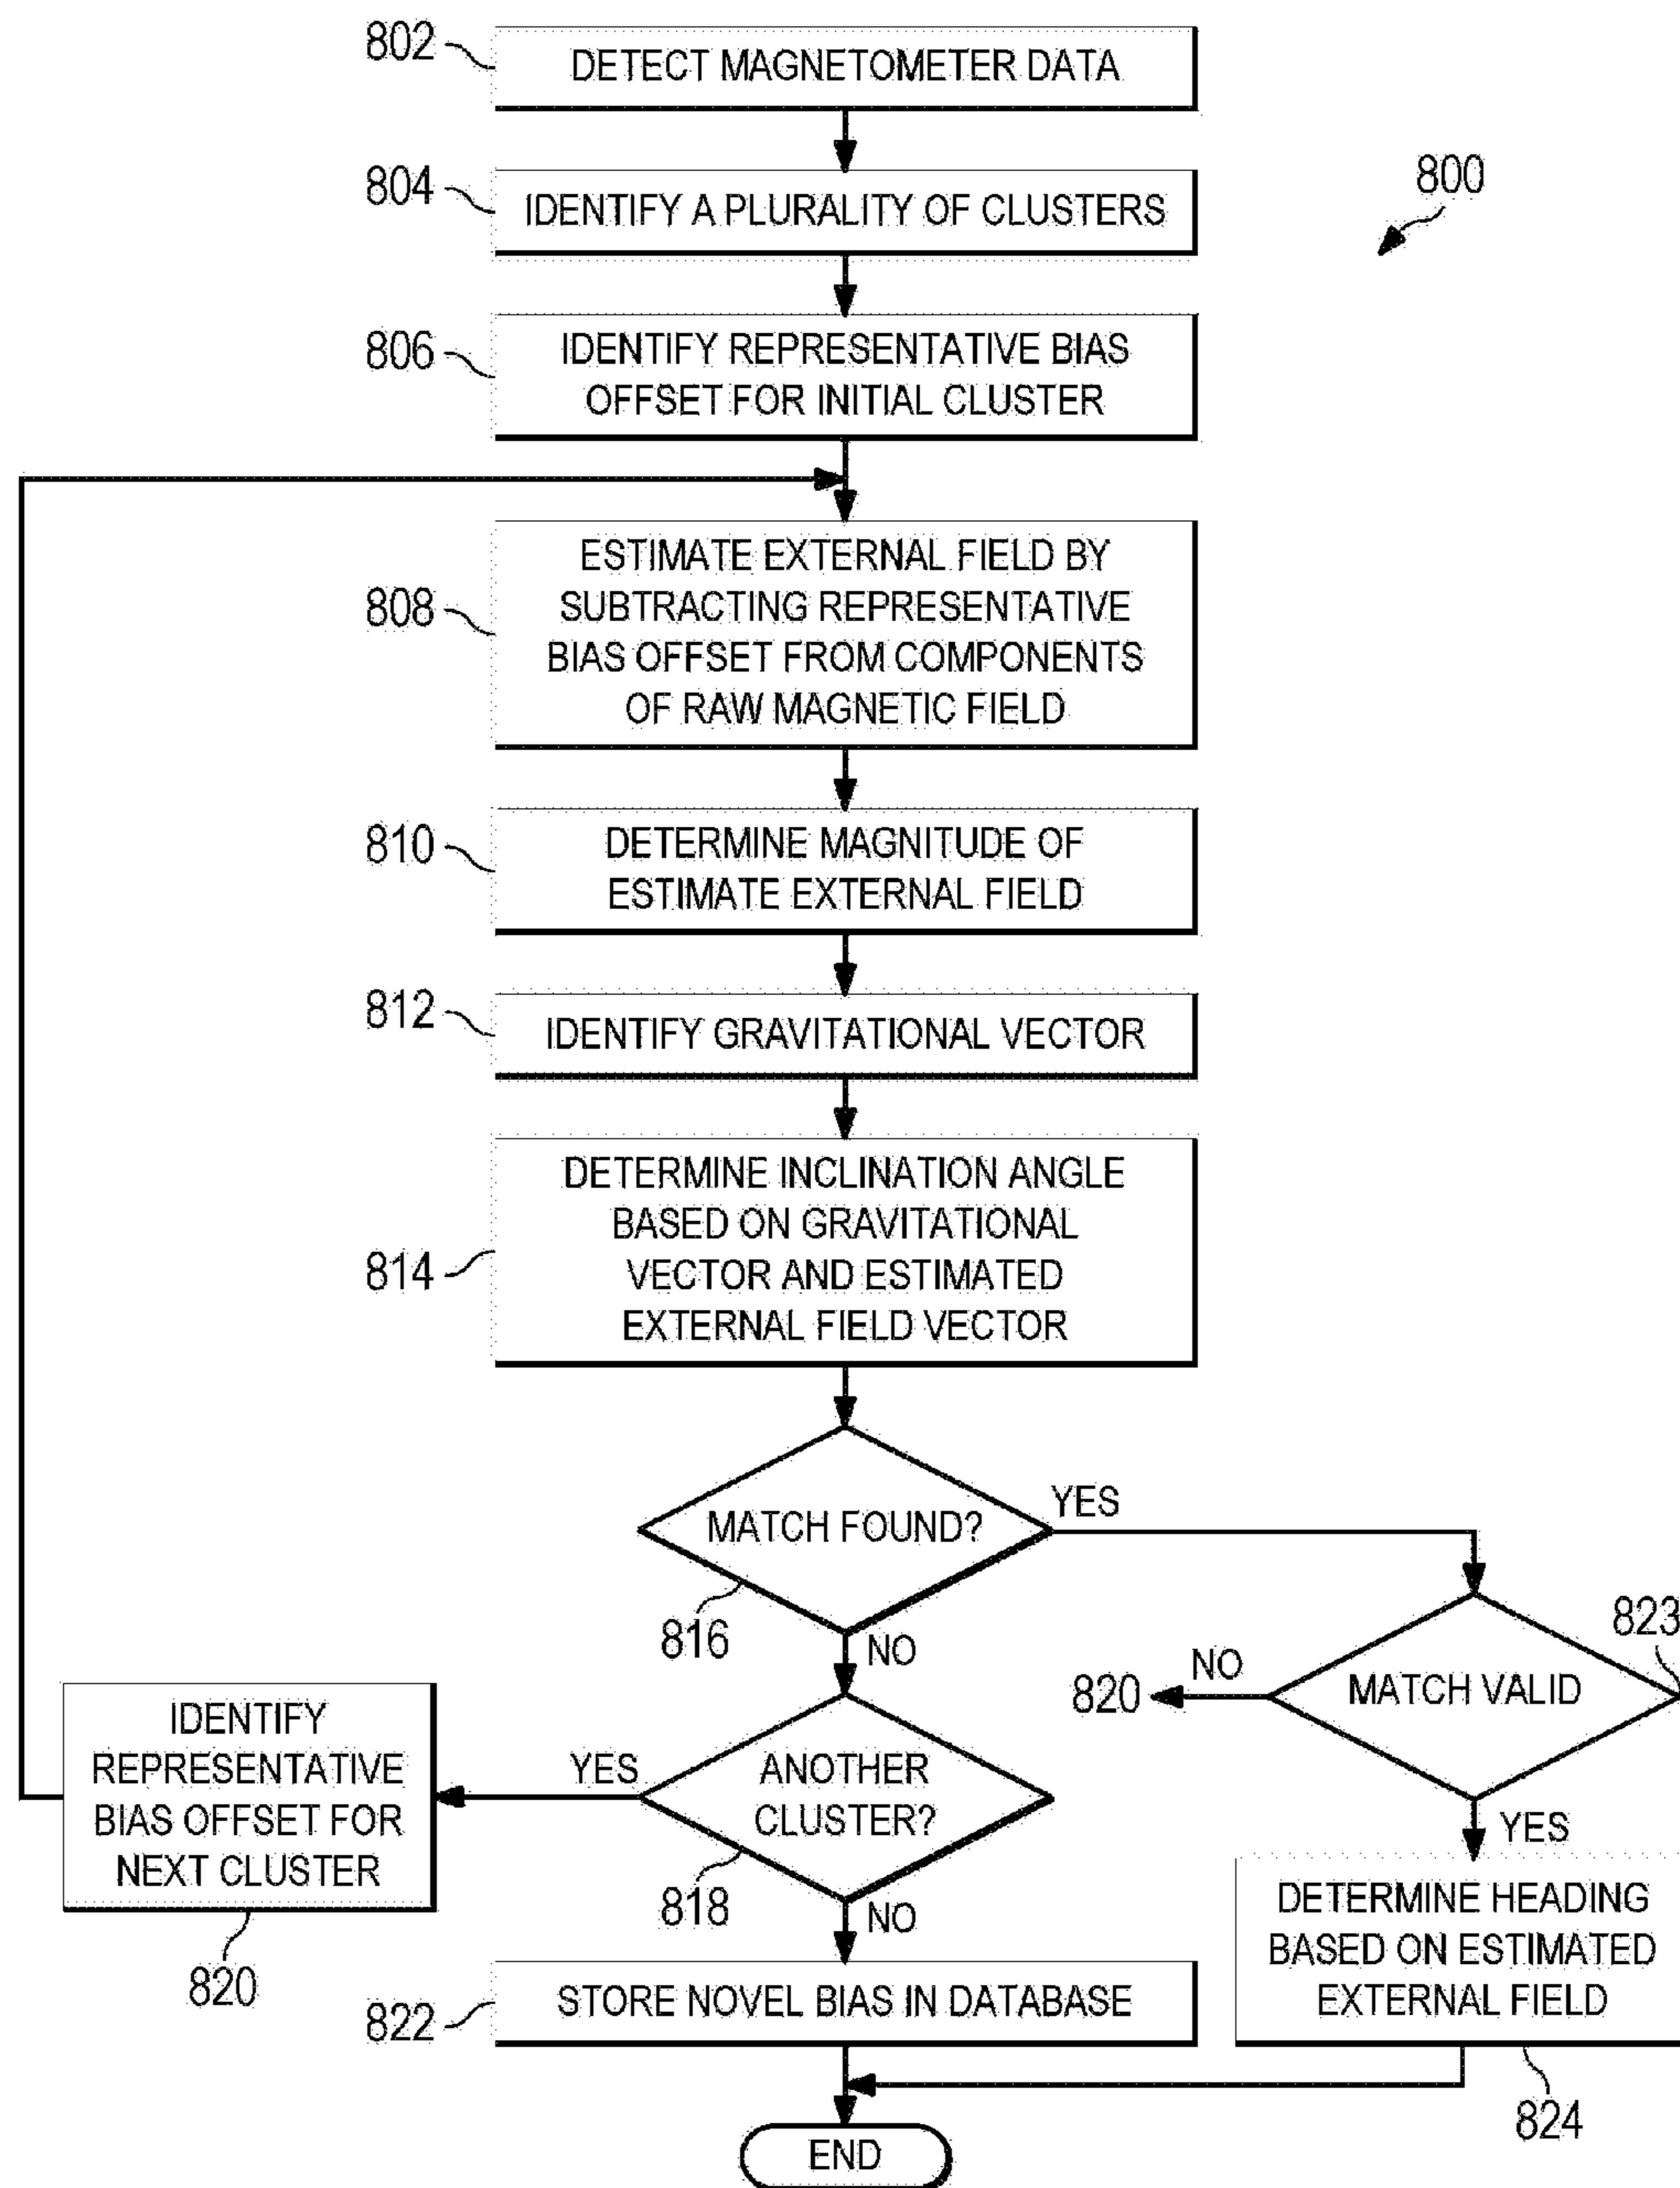 802
DETECT MAGNETOMETER DATA
804
IDENTIFY A PLURALITY OF CLUSTERS
800
806
IDENTIFY REPRESENTATIVE BIAS
OFFSET FOR INITIAL CLUSTER
808
ESTIMATE EXTERNAL FIELD BY
SUBTRACTING REPRESENTATIVE
BIAS OFFSET FROM COMPONENTS
OF RAW MAGNETIC FIELD
810
DETERMINE MAGNITUDE OF
ESTIMATE EXTERNAL FIELD
812
IDENTIFY GRAVITATIONAL VECTOR
814
DETERMINE INCLINATION ANGLE
BASED ON GRAVITATIONAL
VECTOR AND ESTIMATED
EXTERNAL FIELD VECTOR
MATCH FOUND?
YES
816
NO
823
MATCH VALID
NO
820
YES
ANOTHER
CLUSTER?
YES
818
NO
IDENTIFY
REPRESENTATIVE
BIAS OFFSET FOR
NEXT CLUSTER
820
DETERMINE HEADING
BASED ON ESTIMATED
EXTERNAL FIELD
824
822
STORE NOVEL BIAS IN DATABASE
END